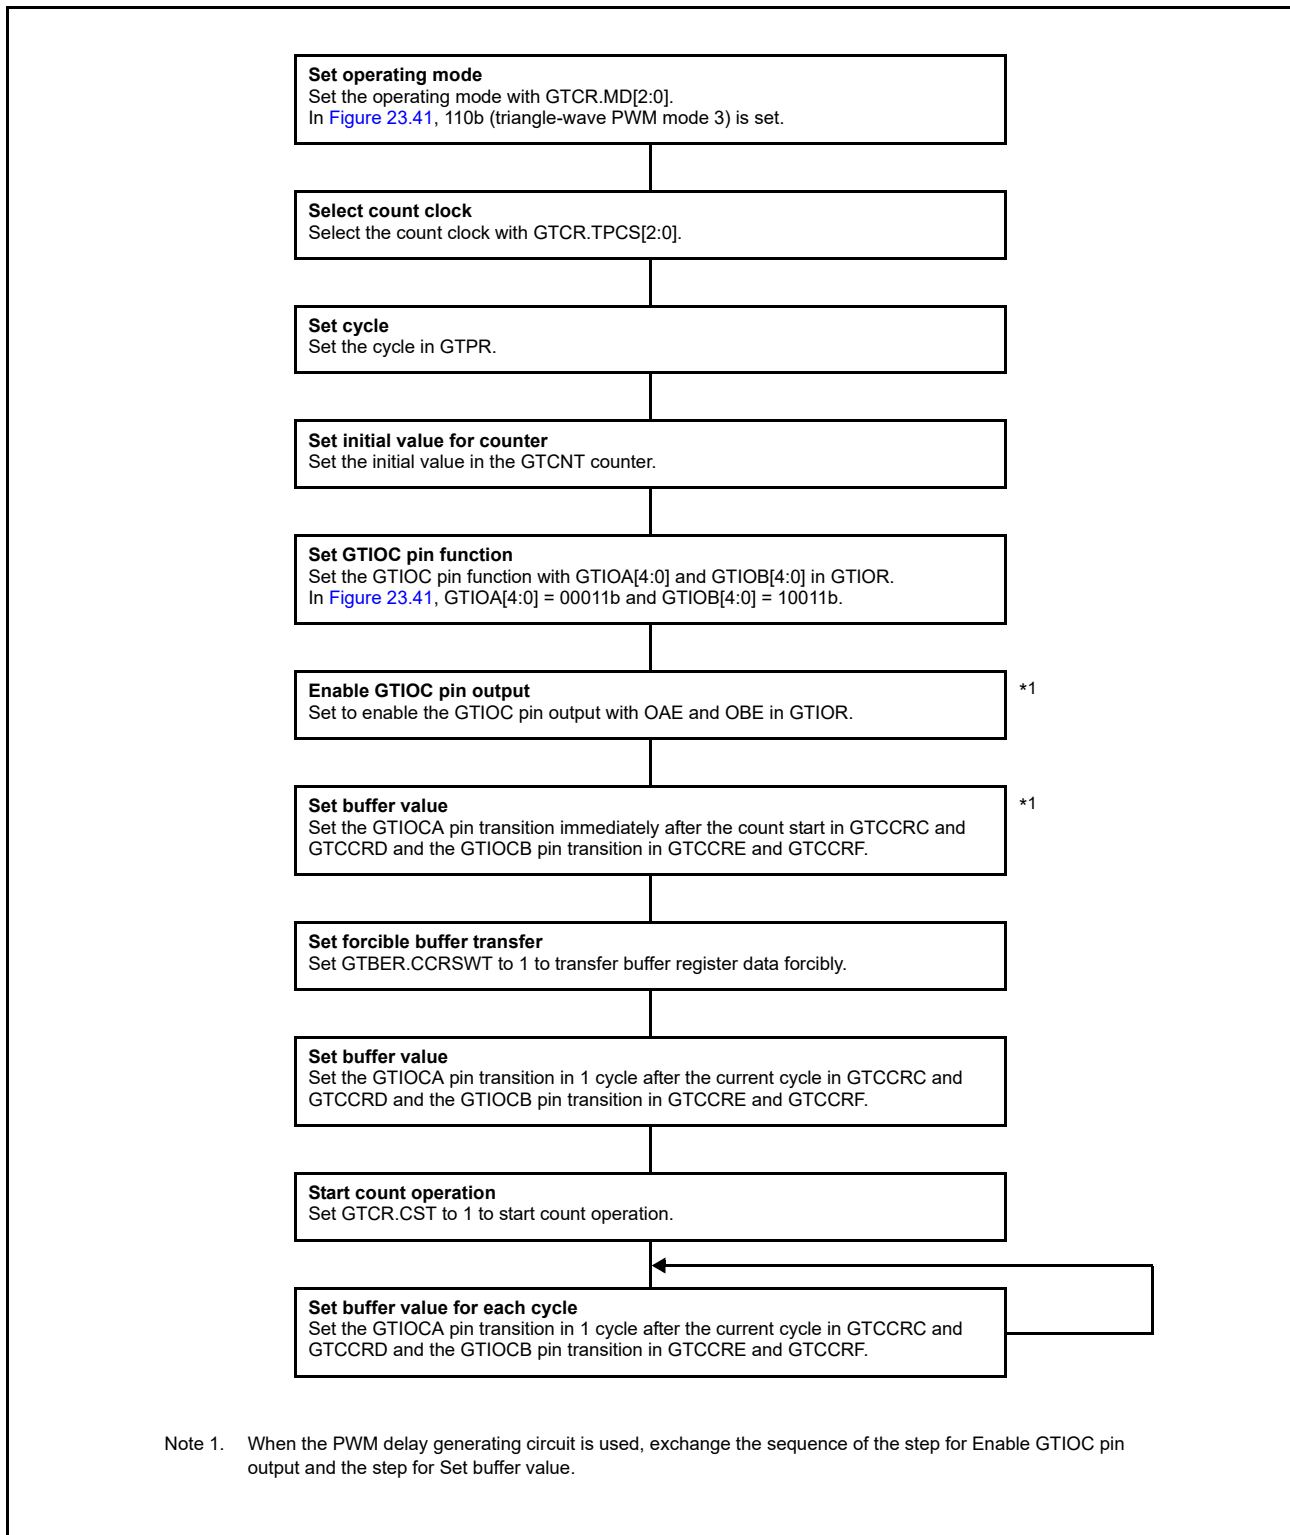 Set operating mode
Set the operating mode with GTCR.MD[2:0].
In Figure 23.41, 110b (triangle-wave PWM mode 3) is set.
Select count clock
Select the count clock with GTCR.TPCS[2:0].
Set cycle
Set the cycle in GTPR.
Set initial value for counter
Set the initial value in the GTCNT counter.
Set GTIOC pin function
Set the GTIOC pin function with GTIOA[4:0] and GTIOB[4:0] in GTIOR.
In Figure 23.41, GTIOA[4:0] = 00011b and GTIOB[4:0] = 10011b.
Enable GTIOC pin output *1
Set to enable the GTIOC pin output with OAE and OBE in GTIOR.
Set buffer value *1
Set the GTIOCA pin transition immediately after the count start in GTCCRC and
GTCCRD and the GTIOCB pin transition in GTCCRE and GTCCRF.
Set forcible buffer transfer
Set GTBER.CCRSWT to 1 to transfer buffer register data forcibly.
Set buffer value
Set the GTIOCA pin transition in 1 cycle after the current cycle in GTCCRC and
GTCCRD and the GTIOCB pin transition in GTCCRE and GTCCRF.
Start count operation
Set GTCR.CST to 1 to start count operation.
Set buffer value for each cycle
Set the GTIOCA pin transition in 1 cycle after the current cycle in GTCCRC and
GTCCRD and the GTIOCB pin transition in GTCCRE and GTCCRF.
Note 1. When the PWM delay generating circuit is used, exchange the sequence of the step for Enable GTIOC pin
output and the step for Set buffer value.